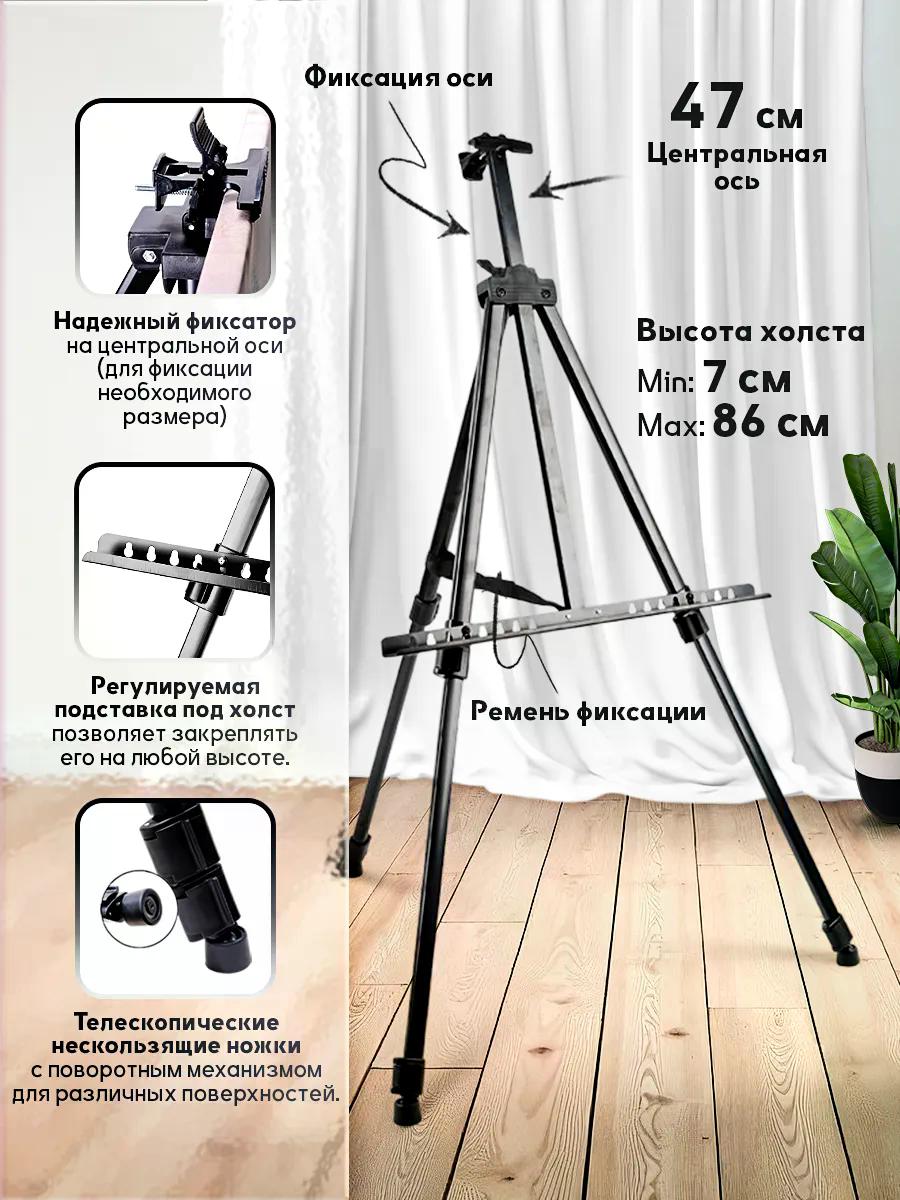 Фиксация оси
47 см
Центральная
ось
Надежный фиксатор
на центральной оси
(для фиксации
необходимого
размера)
Высота холста
Min: 7 см
Max: 86 см
Регулируемая
подставка под холст
позволяет закреплять
его на любой высоте.
Ремень фиксации
Телескопические
нескользящие ножки
с поворотным механизмом
для различных поверхностей.